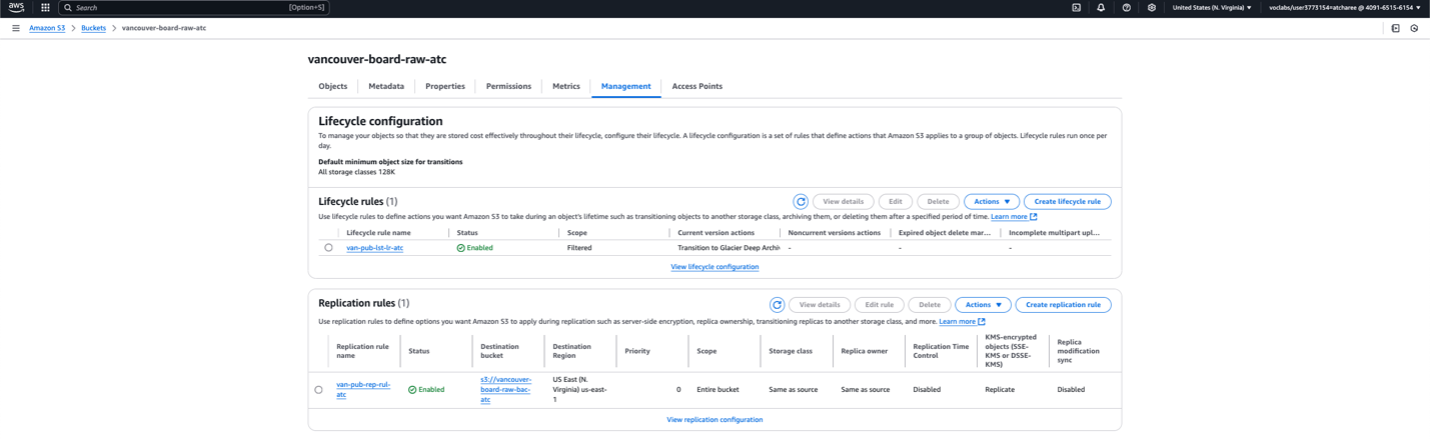 aws
Search
[Option+S]
United States (N. Virginia)
voclabs/user3773154=atcharee @ 4091-6515-6154
Amazon S3 > Buckets > vancouver-board-raw-atc
vancouver-board-raw-atc
Objects
Metadata
Properties
Permissions
Metrics
Management
Access Points
Lifecycle configuration
To manage your objects so that they are stored cost effectively throughout their lifecycle, configure their lifecycle. A lifecycle configuration is a set of rules that define actions that Amazon S3 applies to a group of objects. Lifecycle rules run once per
day.
Default minimum object size for transitions
All storage classes 128K
Lifecycle rules (1)
View details
Edit
Delete
Actions
Create lifecycle rule
Use lifecycle rules to define actions you want Amazon S3 to take during an object's lifetime such as transitioning objects to another storage class, archiving them, or deleting them after a specified period of time. Learn more
Lifecycle rule name
Status
Scope
Current version actions
Noncurrent versions actions
Expired object delete mar...
Incomplete multipart upl...
van-pub-lst-lr-atc
Enabled
Filtered
Transition to Glacier Deep Archiv
-
-
-
View lifecycle configuration
Replication rules (1)
View details
Edit rule
Delete
Actions
Create replication rule
Use replication rules to define options you want Amazon S3 to apply during replication such as server-side encryption, replica ownership, transitioning replicas to another storage class, and more. Learn more
Replication rule
name
Status
Destination
bucket
Destination
Region
Priority
Scope
Storage class
Replica owner
Replication Time
Control
KMS-encrypted
objects (SSE-
KMS or DSSE-
KMS)
Replica
modification
sync
van-pub-rep-rul-
atc
Enabled
s3://vancouver-
board-raw-bac-
atc
US East (N.
Virginia) us-east-
1
0
Entire bucket
Same as source
Same as source
Disabled
Replicate
Disabled
View replication configuration